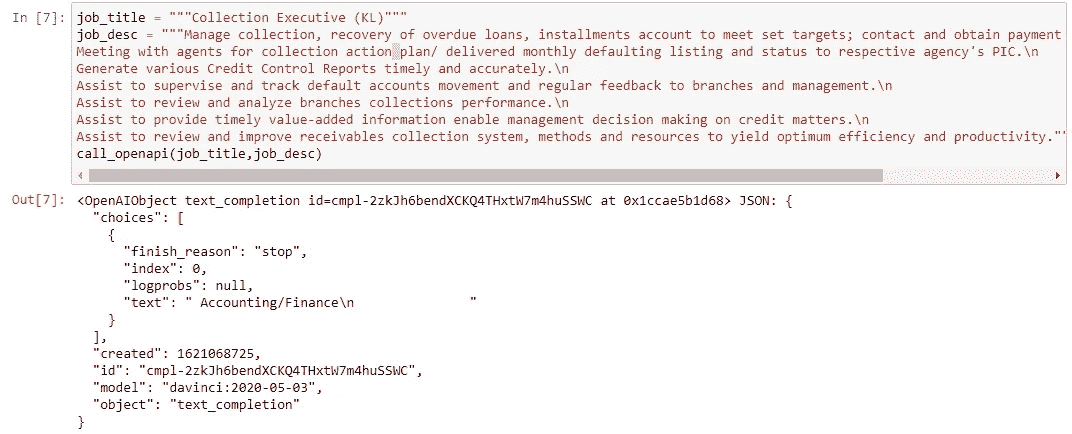 In [7]: job_title = """Collection Executive (KL)"""
job_desc = """Manage collection, recovery of overdue loans, installments account to meet set targets; contact and obtain payment
Meeting with agents for collection action plan/ delivered monthly defaulting listing and status to respective agency's PIC.\n
Generate various Credit Control Reports timely and accurately.\n
Assist to supervise and track default accounts movement and regular feedback to branches and management.\n
Assist to review and analyze branches collections performance.\n
Assist to provide timely value-added information enable management decision making on credit matters.\n
Assist to review and improve receivables collection system, methods and resources to yield optimum efficiency and productivity.""
call_openapi(job_title,job_desc)
Out[7]: <OpenAIObject text_completion id=cmpl-2zkJh6bendXCKQ4THxtW7m4huSSWC at 0x1ccae5b1d68> JSON: {
  "choices": [
    {
      "finish_reason": "stop",
      "index": 0,
      "logprobs": null,
      "text": " Accounting/Finance\n               "
    }
  ],
  "created": 1621068725,
  "id": "cmpl-2zkJh6bendXCKQ4THxtW7m4huSSWC",
  "model": "davinci:2020-05-03",
  "object": "text_completion"
}